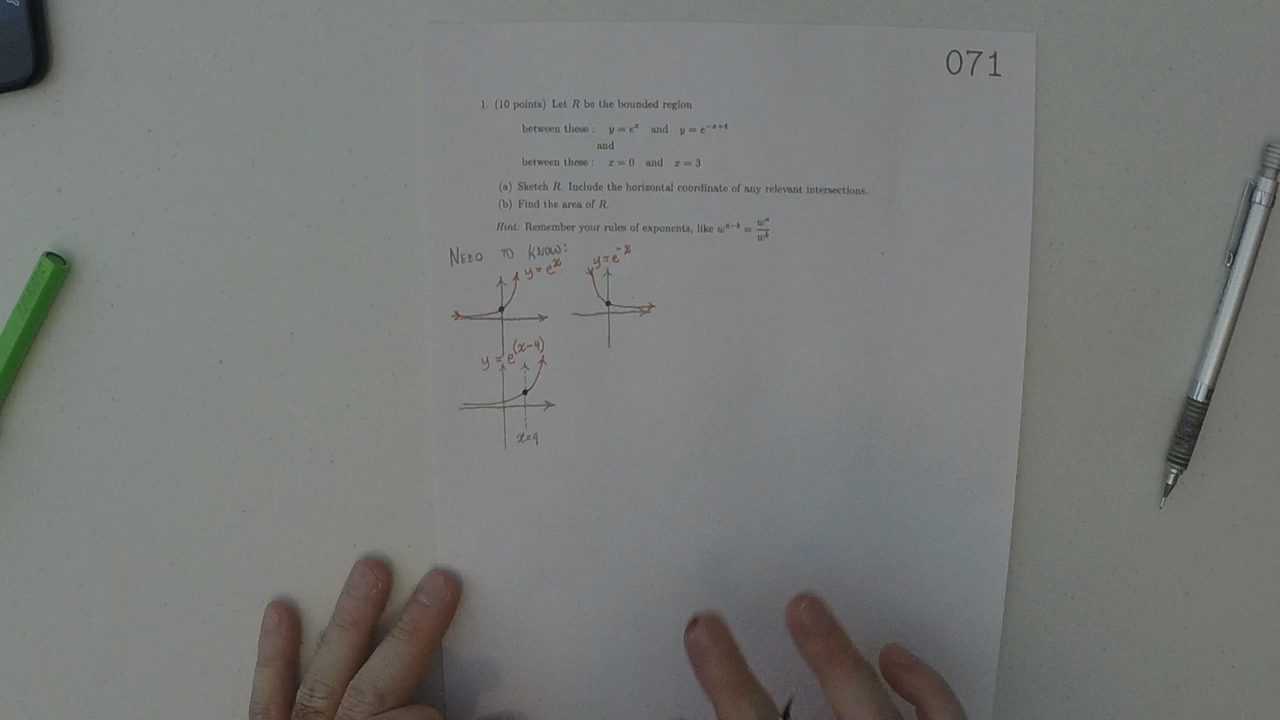 071
1. (10 points) Let R be the bounded region
between these : y = e^x and y = e^{-x+4}
and
between these : x = 0 and x = 3
(a) Sketch R. Include the horizontal coordinate of any relevant intersections.
(b) Find the area of R.
Hint. Remember your rules of exponents, like w^{a-b} = w^a / w^b
NEED TO KNOW:
y = e^x
y = e^{-x}
y = e^{(x-4)}
x=4